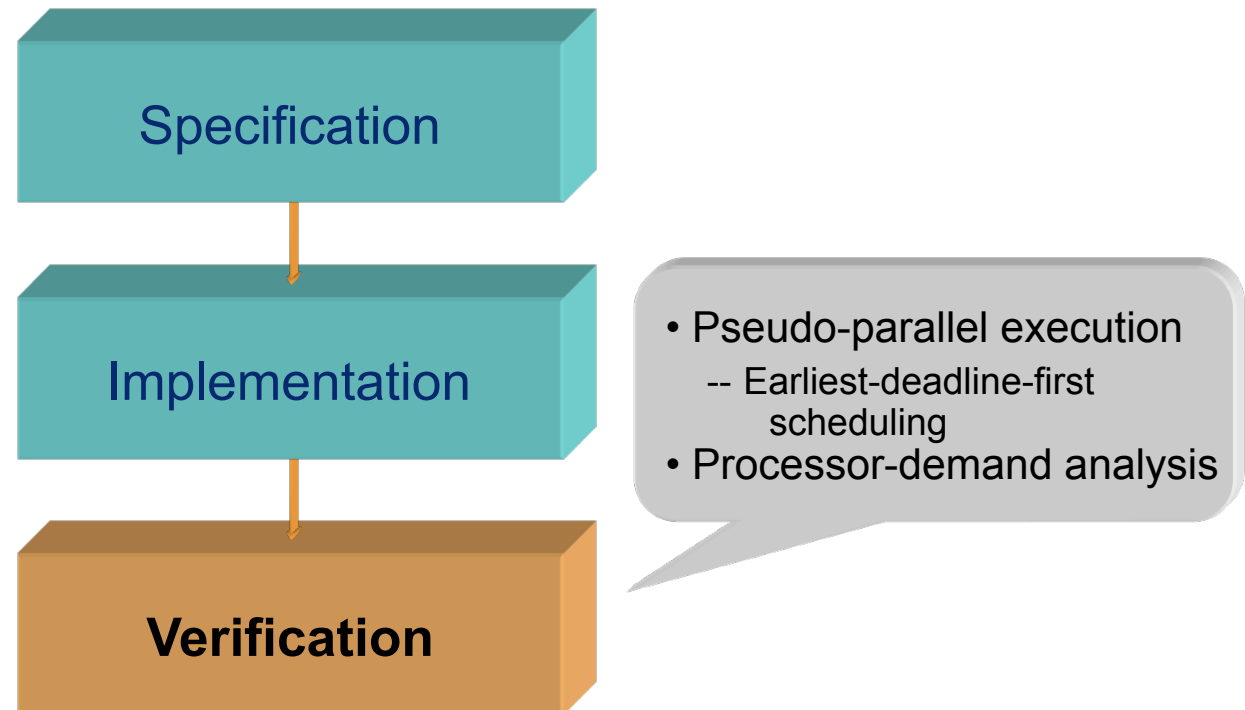 Specification
Implementation
• Pseudo-parallel execution
-- Earliest-deadline-first
scheduling
• Processor-demand analysis
Verification